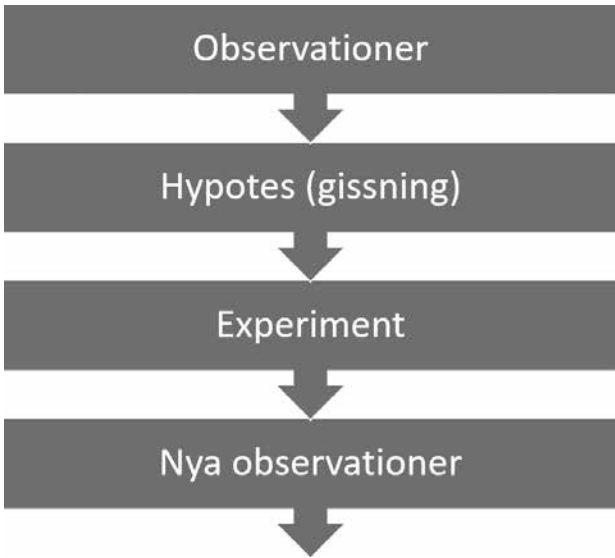 Observationer
Hypotes (gissning)
Experiment
Nya observationer